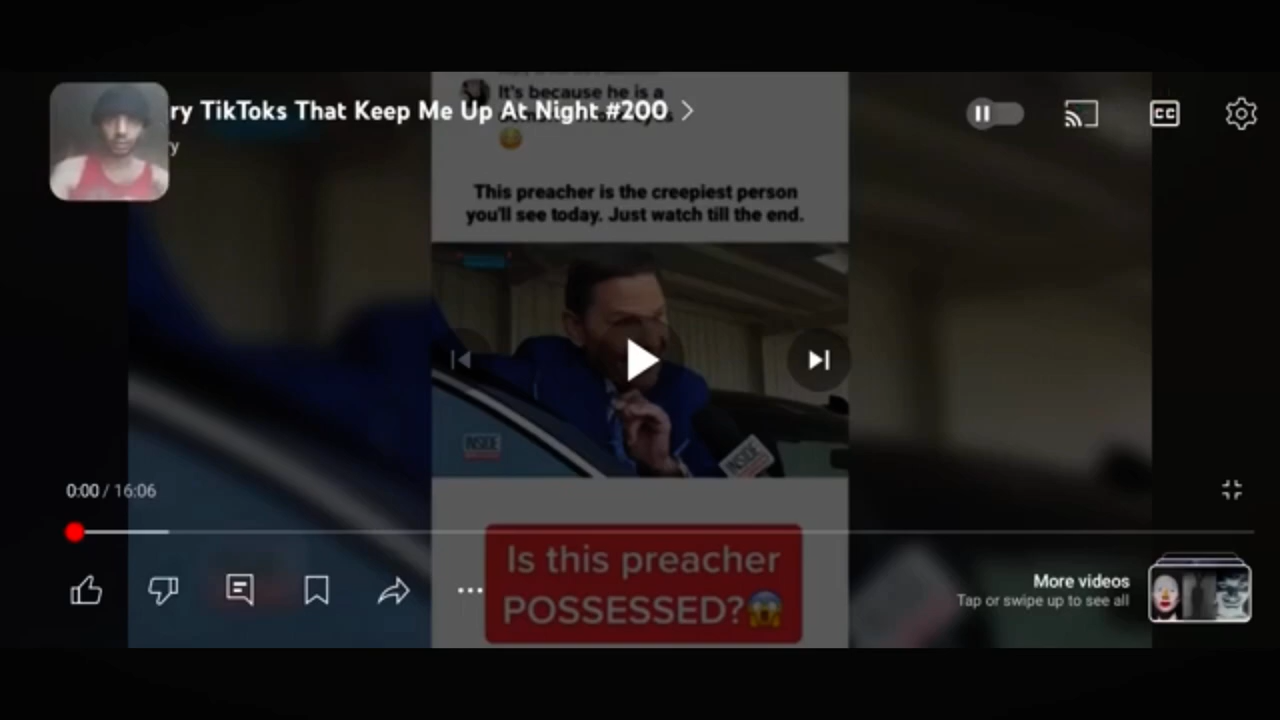 It's because he is a
ry TikToks That Keep Me Up At Night #200
y
CC
This preacher is the creepiest person
you'll see today. Just watch till the end.
INSIDE
INSIDE
0:00 / 16:06
Is this preacher
POSSESSED?😱
More videos
Tap or swipe up to see all